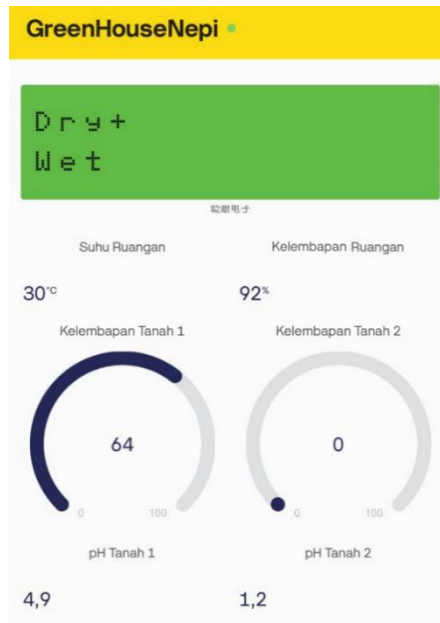 GreenHouseNepi
Dry+
Wet
Suhu Ruangan
Kelembapan Ruangan
30°C
92%
Kelembapan Tanah 1
Kelembapan Tanah 2
64
0
0
100
0
100
pH Tanah 1
pH Tanah 2
4,9
1,2